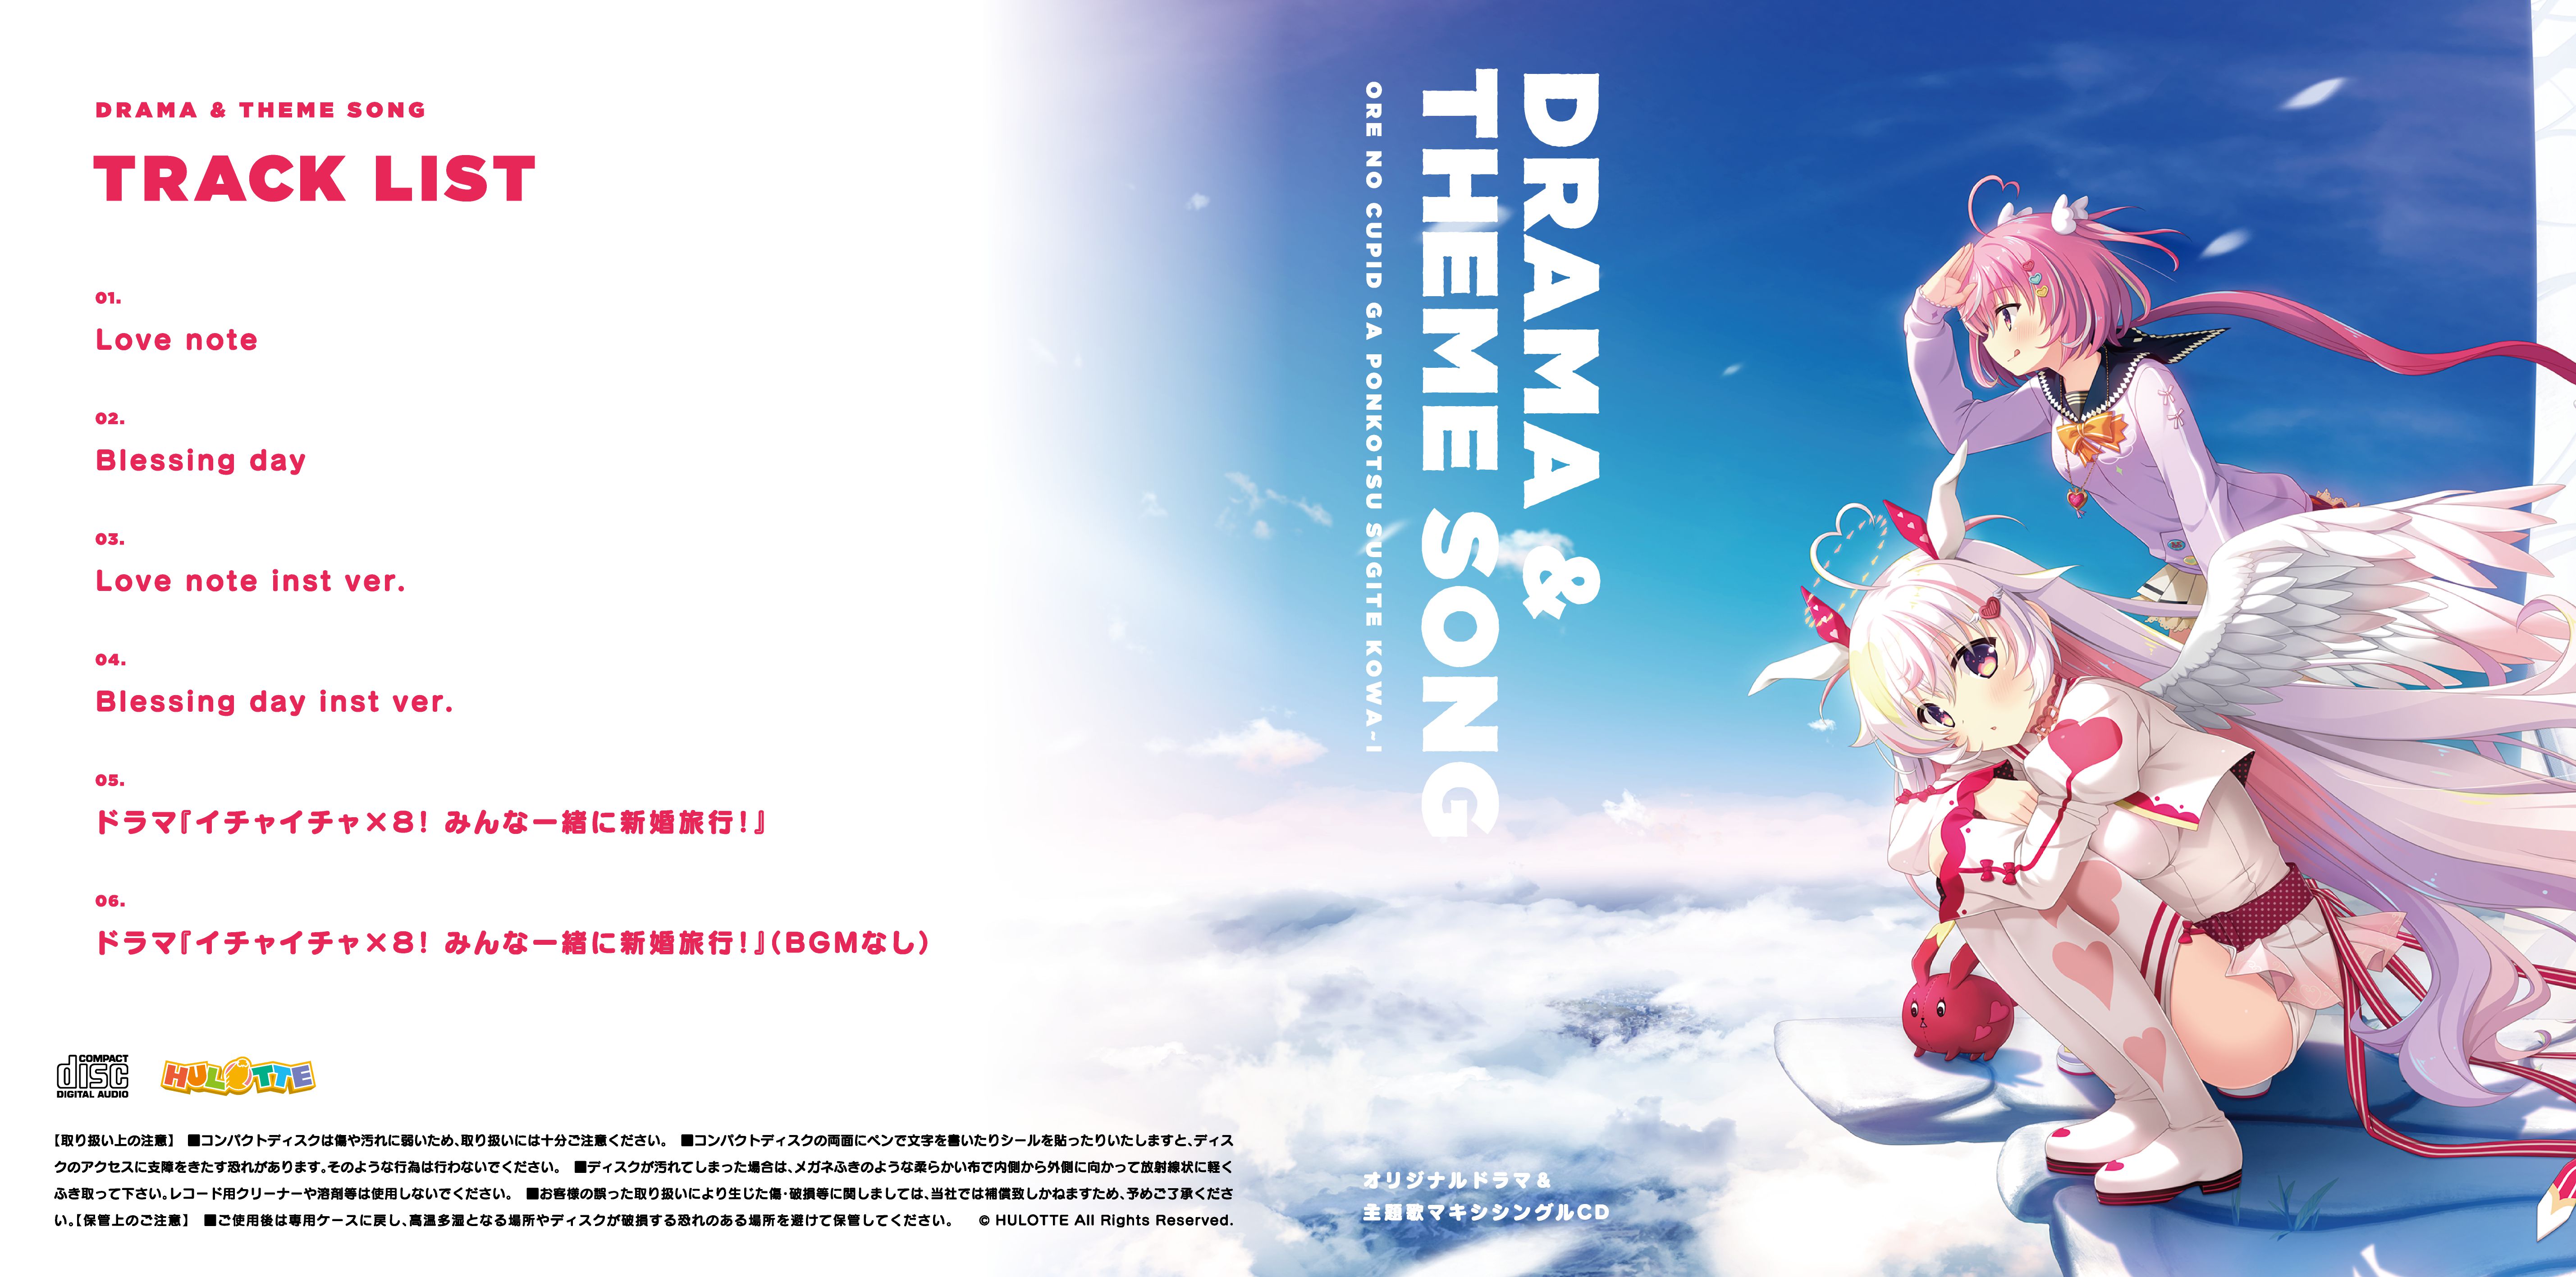 DRAMA & THEME SONG
TRACK LIST
01.
Love note
02.
Blessing day
03.
Love note inst ver.
04.
Blessing day inst ver.
05.
ドラマ『イチャイチャ×8! みんな一緒に新婚旅行!』
06.
ドラマ『イチャイチャ×8! みんな一緒に新婚旅行!』(BGMなし)
COMPACT
disc
DIGITAL AUDIO
HULOTTE
【取り扱い上の注意】 ■コンパクトディスクは傷や汚れに弱いため、取り扱いには十分ご注意ください。 ■コンパクトディスクの両面にペンで文字を書いたりシールを貼ったりいたしますと、ディス
クのアクセスに支障をきたす恐れがあります。そのような行為は行わないでください。 ■ディスクが汚れてしまった場合は、メガネふきのような柔らかい布で内側から外側に向かって放射線状に軽く
ふき取って下さい。レコード用クリーナーや溶剤等は使用しないでください。 ■お客様の誤った取り扱いにより生じた傷・破損等に関しましては、当社では補償致しかねますため、予めご了承くださ
い。【保管上のご注意】 ■ご使用後は専用ケースに戻し、高温多湿となる場所やディスクが破損する恐れのある場所を避けて保管してください。 © HULOTTE All Rights Reserved.
DRAMA &
THEME SONG
ORE NO CUPID GA PONKOTSU SUGITE KOWA~I
オリジナルドラマ&
主題歌マキシシングルCD